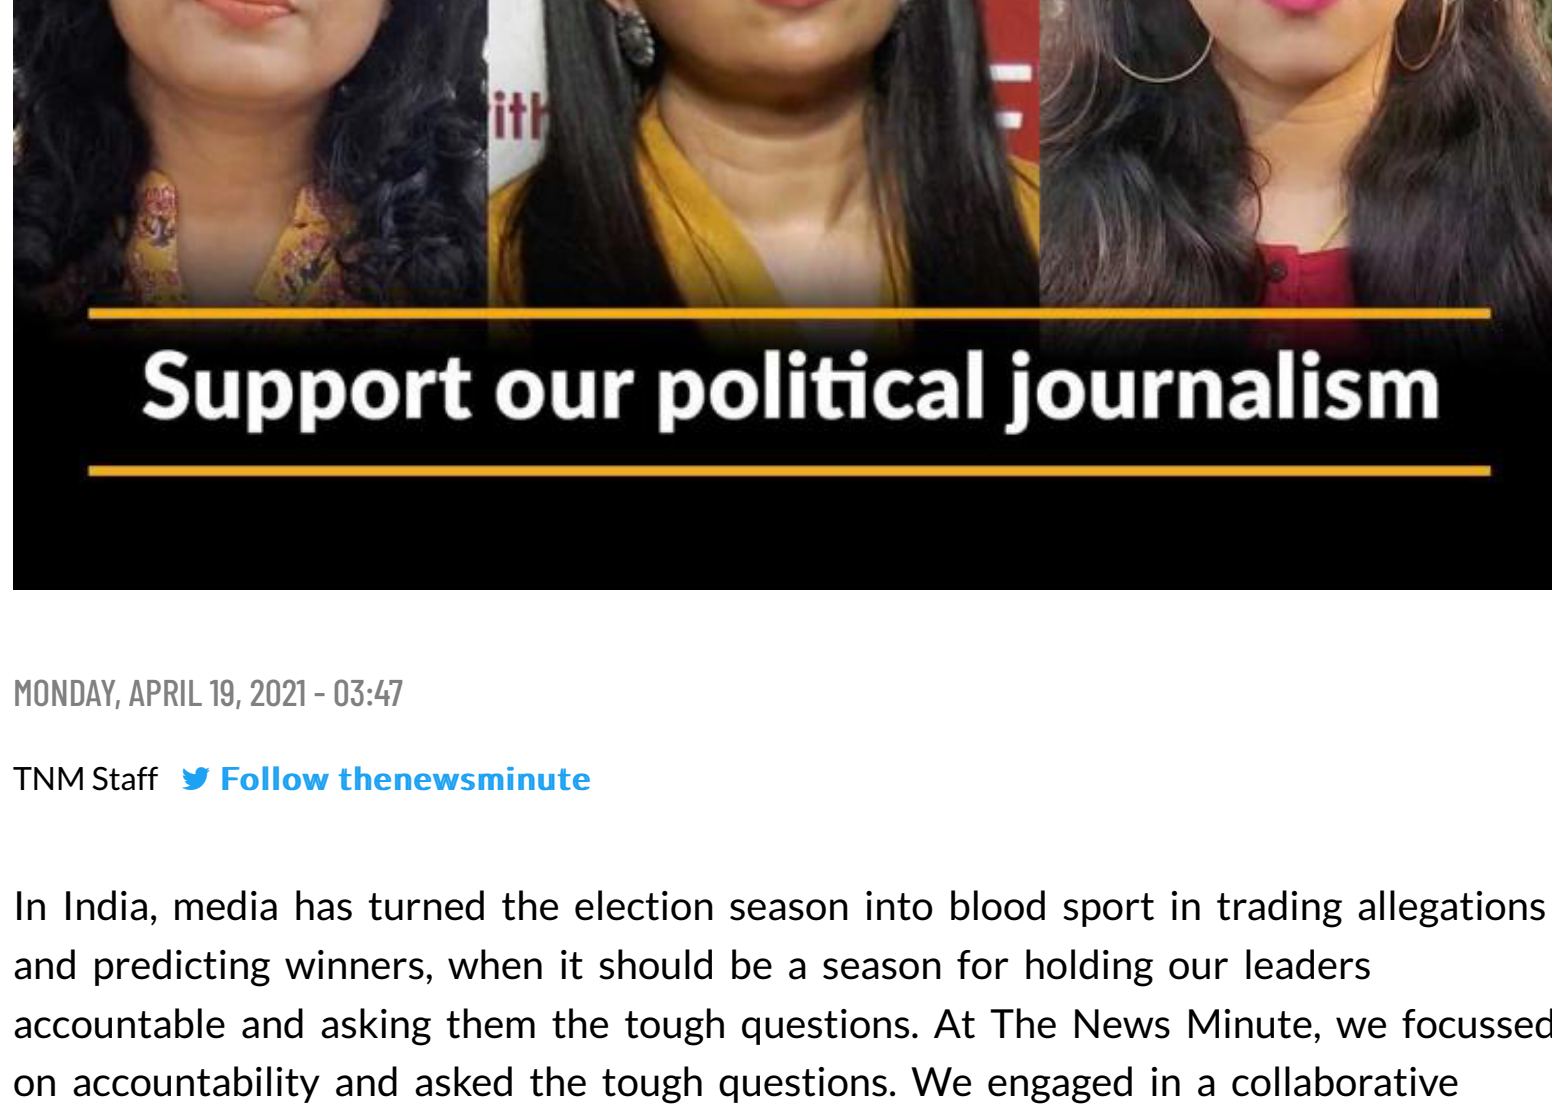 ith
E
Support our political journalism
MONDAY, APRIL 19, 2021 - 03:47
TNM Staff Follow thenewsminute
In India, media has turned the election season into blood sport in trading allegations
and predicting winners, when it should be a season for holding our leaders
accountable and asking them the tough questions. At The News Minute, we focussed
on accountability and asked the tough questions. We engaged in a collaborative